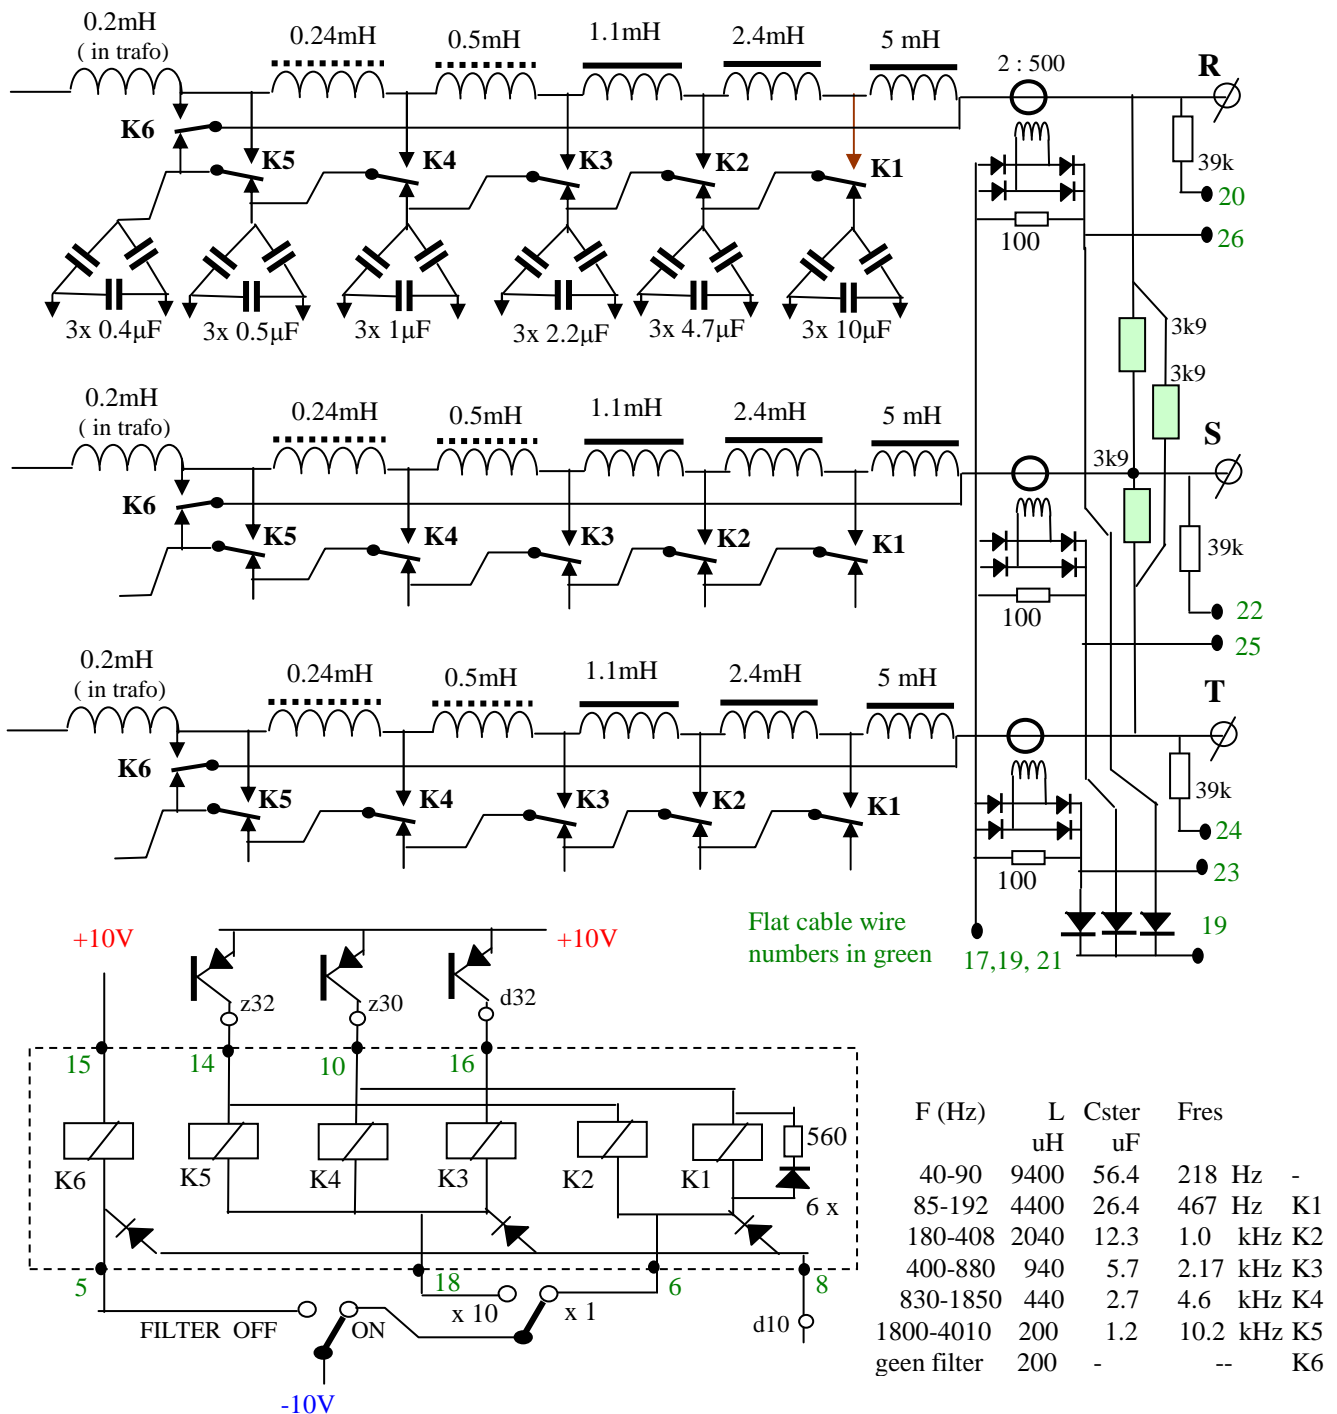 0.2mH
( in trafo)
0.24mH
0.5mH
1.1mH
2.4mH
5 mH
2 : 500
R
K6
K5
K4
K3
K2
K1
39k
20
26
100
3x 0.4µF
3x 0.5µF
3x 1µF
3x 2.2µF
3x 4.7µF
3x 10µF
3k9
3k9
0.2mH
( in trafo)
0.24mH
0.5mH
1.1mH
2.4mH
5 mH
3k9
S
K6
K5
K4
K3
K2
K1
39k
100
22
25
0.2mH
( in trafo)
0.24mH
0.5mH
1.1mH
2.4mH
5 mH
T
K6
K5
K4
K3
K2
K1
39k
24
100
23
Flat cable wire
numbers in green
17,19, 21
19
+10V
+10V
z32
z30
d32
15
14
10
16
K6
K5
K4
K3
K2
K1
560
6 x
5
18
6
8
x 10
x 1
FILTER OFF
ON
d10
-10V
F (Hz) L Cster Fres
uH uF
40-90 9400 56.4 218 Hz -
85-192 4400 26.4 467 Hz K1
180-408 2040 12.3 1.0 kHz K2
400-880 940 5.7 2.17 kHz K3
830-1850 440 2.7 4.6 kHz K4
1800-4010 200 1.2 10.2 kHz K5
geen filter 200 - -- K6